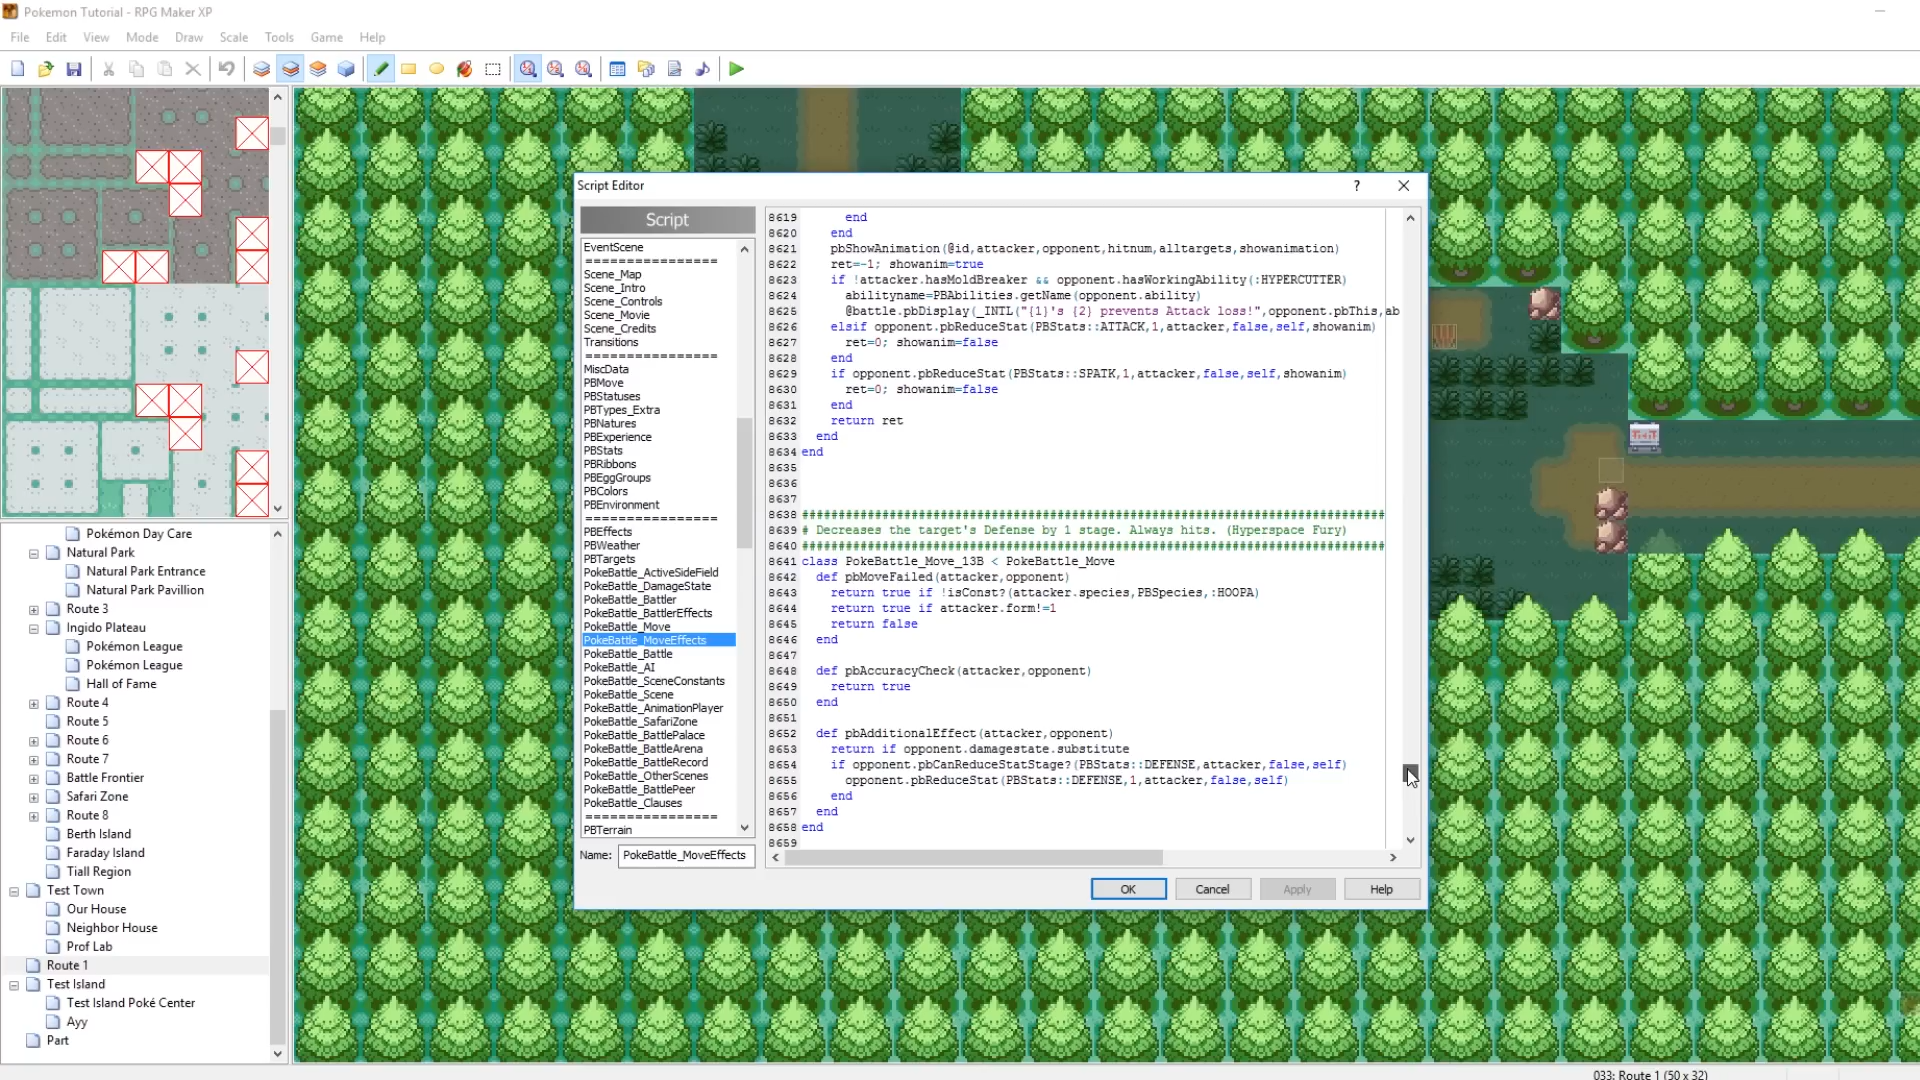 Pokemon Tutorial - RPG Maker XP
File Edit View Mode Draw Scale Tools Game Help
Pokémon Day Care
Natural Park
Natural Park Entrance
Natural Park Pavillion
Route 3
Ingido Plateau
Pokémon League
Pokémon League
Hall of Fame
Route 4
Route 5
Route 6
Route 7
Battle Frontier
Safari Zone
Route 8
Berth Island
Faraday Island
Tiall Region
Test Town
Our House
Neighbor House
Prof Lab
Route 1
Test Island
Test Island Poké Center
Ayy
Part
Script Editor
?
Script
EventScene
================
Scene_Map
Scene_Intro
Scene_Controls
Scene_Movie
Scene_Credits
Transitions
================
MiscData
PBMove
PBStatuses
PBTypes_Extra
PBNatures
PBExperience
PBStats
PBRibbons
PBEggGroups
PBColors
PBEnvironment
================
PBEffects
PBWeather
PBTargets
PokeBattle_ActiveSideField
PokeBattle_DamageState
PokeBattle_Battler
PokeBattle_BattlerEffects
PokeBattle_Move
PokeBattle_MoveEffects
PokeBattle_Battle
PokeBattle_AI
PokeBattle_SceneConstants
PokeBattle_Scene
PokeBattle_AnimationPlayer
PokeBattle_SafariZone
PokeBattle_BattlePalace
PokeBattle_BattleArena
PokeBattle_BattleRecord
PokeBattle_OtherScenes
PokeBattle_BattlePeer
PokeBattle_Clauses
================
PBTerrain
Name: PokeBattle_MoveEffects
8619 end
8620 end
8621 pbShowAnimation(@id,attacker,opponent,hitnum,alltargets,showanimation)
8622 ret=-1; showanim=true
8623 if !attacker.hasMoldBreaker && opponent.hasWorkingAbility(:HYPERCUTTER)
8624 abilityname=PBAbilities.getName(opponent.ability)
8625 @battle.pbDisplay(_INTL("{1}'s {2} prevents Attack loss!",opponent.pbThis,ab
8626 elsif opponent.pbReduceStat(PBStats::ATTACK,1,attacker,false,self,showanim)
8627 ret=0; showanim=false
8628 end
8629 if opponent.pbReduceStat(PBStats::SPATK,1,attacker,false,self,showanim)
8630 ret=0; showanim=false
8631 end
8632 return ret
8633 end
8634 end
8635
8636
8637
8638 ################################################################################
8639 # Decreases the target's Defense by 1 stage. Always hits. (Hyperspace Fury)
8640 ################################################################################
8641 class PokeBattle_Move_13B < PokeBattle_Move
8642 def pbMoveFailed(attacker,opponent)
8643 return true if !isConst?(attacker.species,PBSpecies,:HOOPA)
8644 return true if attacker.form!=1
8645 return false
8646 end
8647
8648 def pbAccuracyCheck(attacker,opponent)
8649 return true
8650 end
8651
8652 def pbAdditionalEffect(attacker,opponent)
8653 return if opponent.damagestate.substitute
8654 if opponent.pbCanReduceStatStage?(PBStats::DEFENSE,attacker,false,self)
8655 opponent.pbReduceStat(PBStats::DEFENSE,1,attacker,false,self)
8656 end
8657 end
8658 end
8659
OK Cancel Apply Help
033: Route 1 (50 x 32)